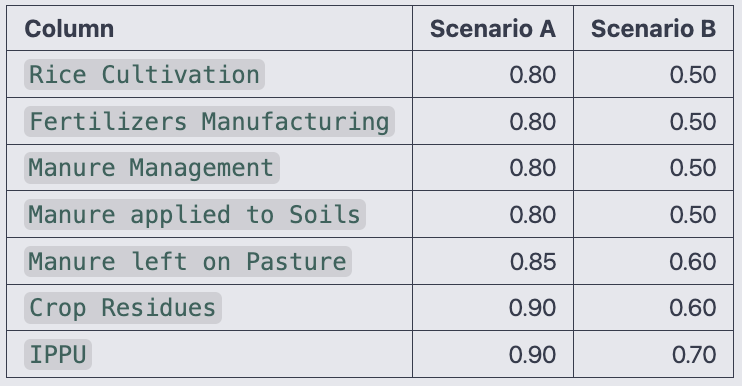 Column Scenario A Scenario B
Rice Cultivation 0.80 0.50
Fertilizers Manufacturing 0.80 0.50
Manure Management 0.80 0.50
Manure applied to Soils 0.80 0.50
Manure left on Pasture 0.85 0.60
Crop Residues 0.90 0.60
IPPU 0.90 0.70